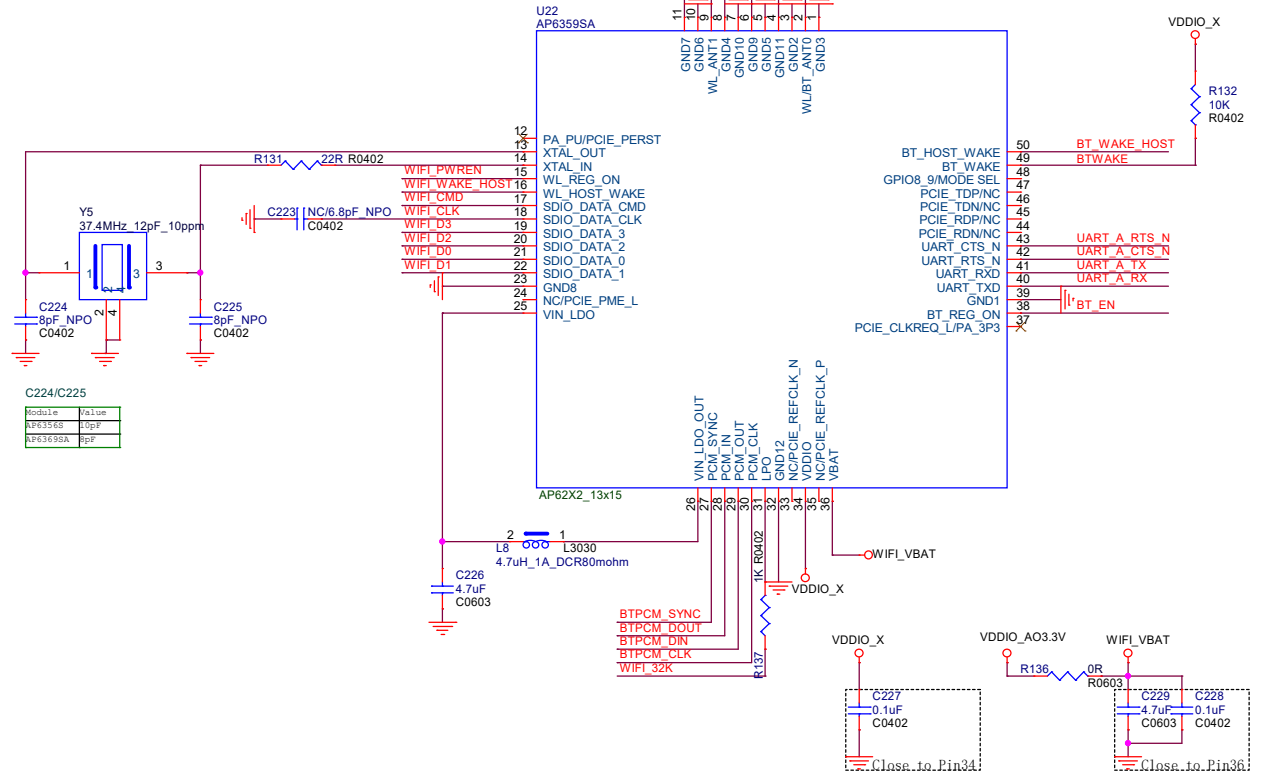 U22
AP6359SA
11
10
9
8
7
6
5
4
3
2
1
GND7
GND6
WL_ANT1
GND4
GND10
GND9
GND5
GND11
GND2
WL/BT_ANT0
GND3
VDDIO_X
R132
10K
R0402
12 PA_PU/PCIE_PERST
13 XTAL_OUT
R131 22R R0402 14 XTAL_IN
WIFI_PWREN 15 WL_REG_ON
WIFI_WAKE_HOST 16 WL_HOST_WAKE
WIFI_CMD 17 SDIO_DATA_CMD
C223 NC/6.8pF_NPO C0402
WIFI_CLK 18 SDIO_DATA_CLK
WIFI_D3 19 SDIO_DATA_3
WIFI_D2 20 SDIO_DATA_2
WIFI_D0 21 SDIO_DATA_0
WIFI_D1 22 SDIO_DATA_1
23 GND8
24 NC/PCIE_PME_L
25 VIN_LDO
BT_HOST_WAKE 50 BT_WAKE_HOST
BT_WAKE 49 BTWAKE
GPIO8_9/MODE SEL 48
PCIE_TDP/NC 47
PCIE_TDN/NC 46
PCIE_RDP/NC 45
PCIE_RDN/NC 44
UART_CTS_N 43 UART_A_RTS_N
UART_RTS_N 42 UART_A_CTS_N
UART_RXD 41 UART_A_TX
UART_TXD 40 UART_A_RX
GND1 39
BT_REG_ON 38 BT_EN
PCIE_CLKREQ_L/PA_3P3 37
Y5
37.4MHz_12pF_10ppm
1 1 3 3
2 4
2 4
C224
8pF_NPO
C0402
C225
8pF_NPO
C0402
C224/C225
Module Value
AP6356S 10pF
AP6369SA 8pF
VIN_LDO_OUT
PCM_SYNC
PCM_IN
PCM_OUT
PCM_CLK
LPO
GND12
NC/PCIE_REFCLK_N
VDDIO
NC/PCIE_REFCLK_P
VBAT
AP62X2_13x15
26
27
28
29
30
31
32
33
34
35
36
2 1
L8 L3030
4.7uH_1A_DCR80mohm
C226
4.7uF
C0603
1K R0402
R137
WIFI_VBAT
VDDIO_X
BTPCM_SYNC
BTPCM_DOUT
BTPCM_DIN
BTPCM_CLK
WIFI_32K
VDDIO_X
C227
0.1uF
C0402
Close to Pin34
VDDIO_AO3.3V
R136 0R
R0603
WIFI_VBAT
C229
4.7uF
C0603
C228
0.1uF
C0402
Close to Pin36